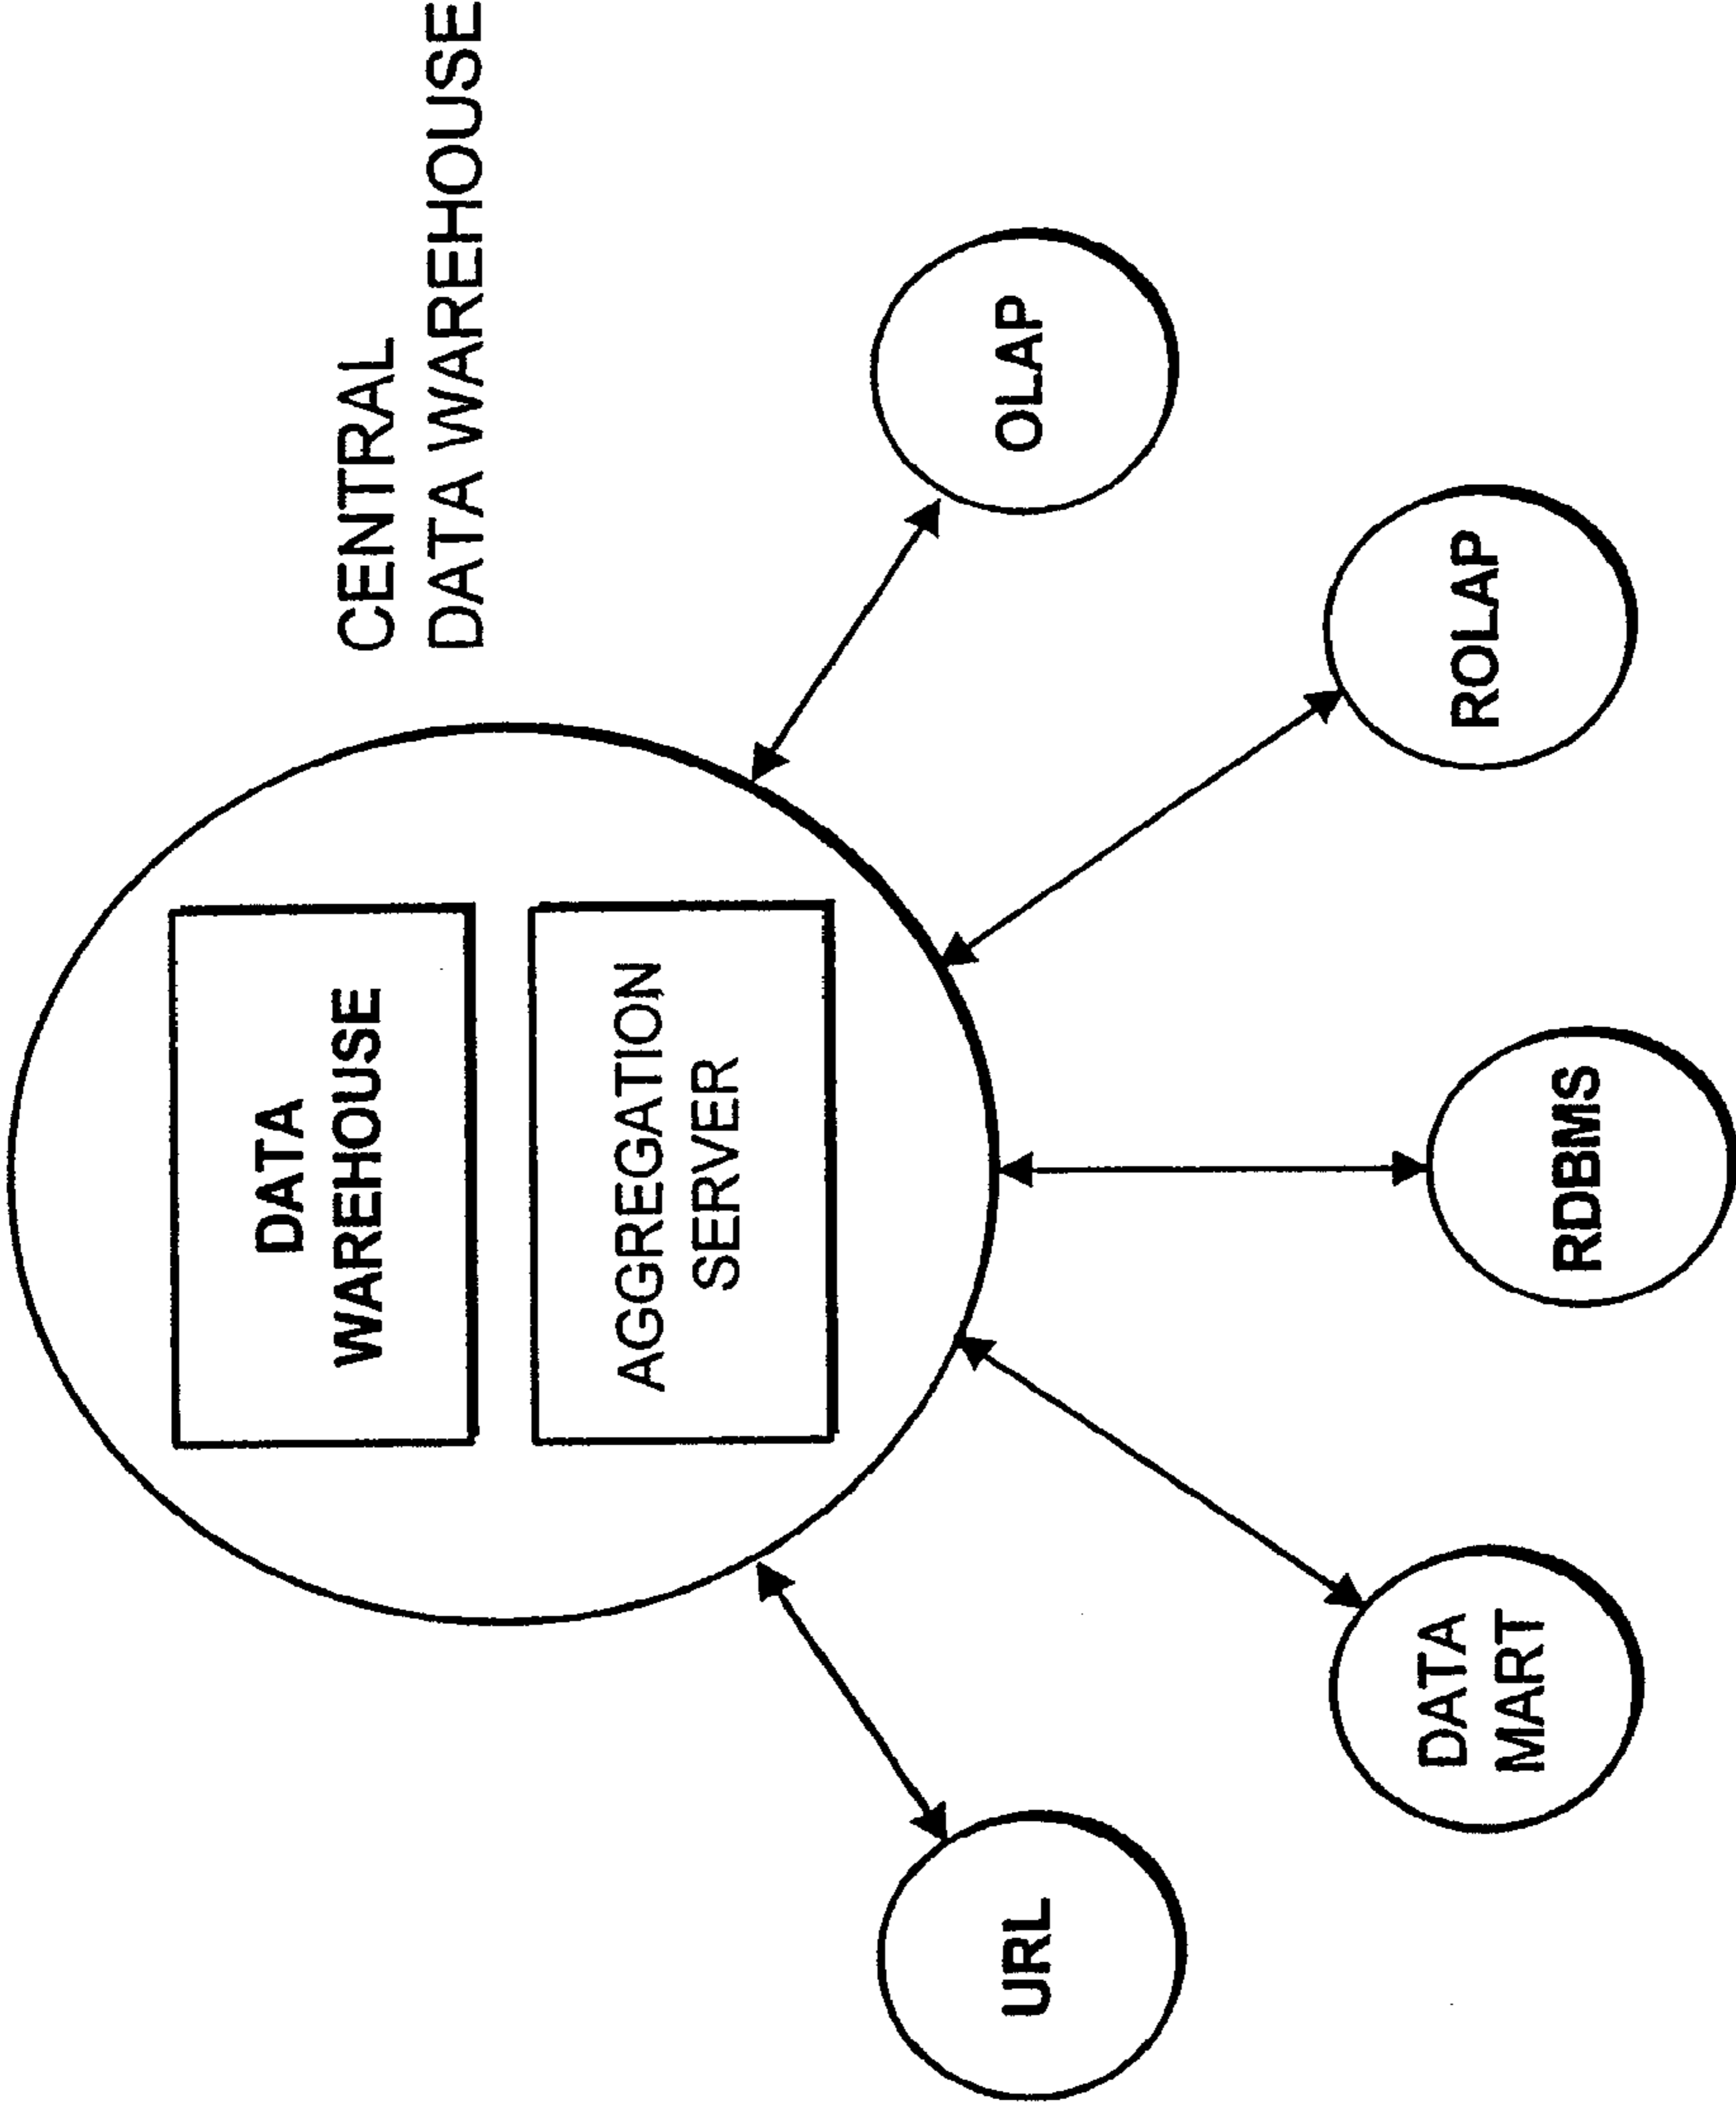 CENTRAL
DATA WAREHOUSE
DATA
WAREHOUSE
AGGREGATION
SERVER
URL
DATA
MART
RDBMS
ROLAP
OLAP